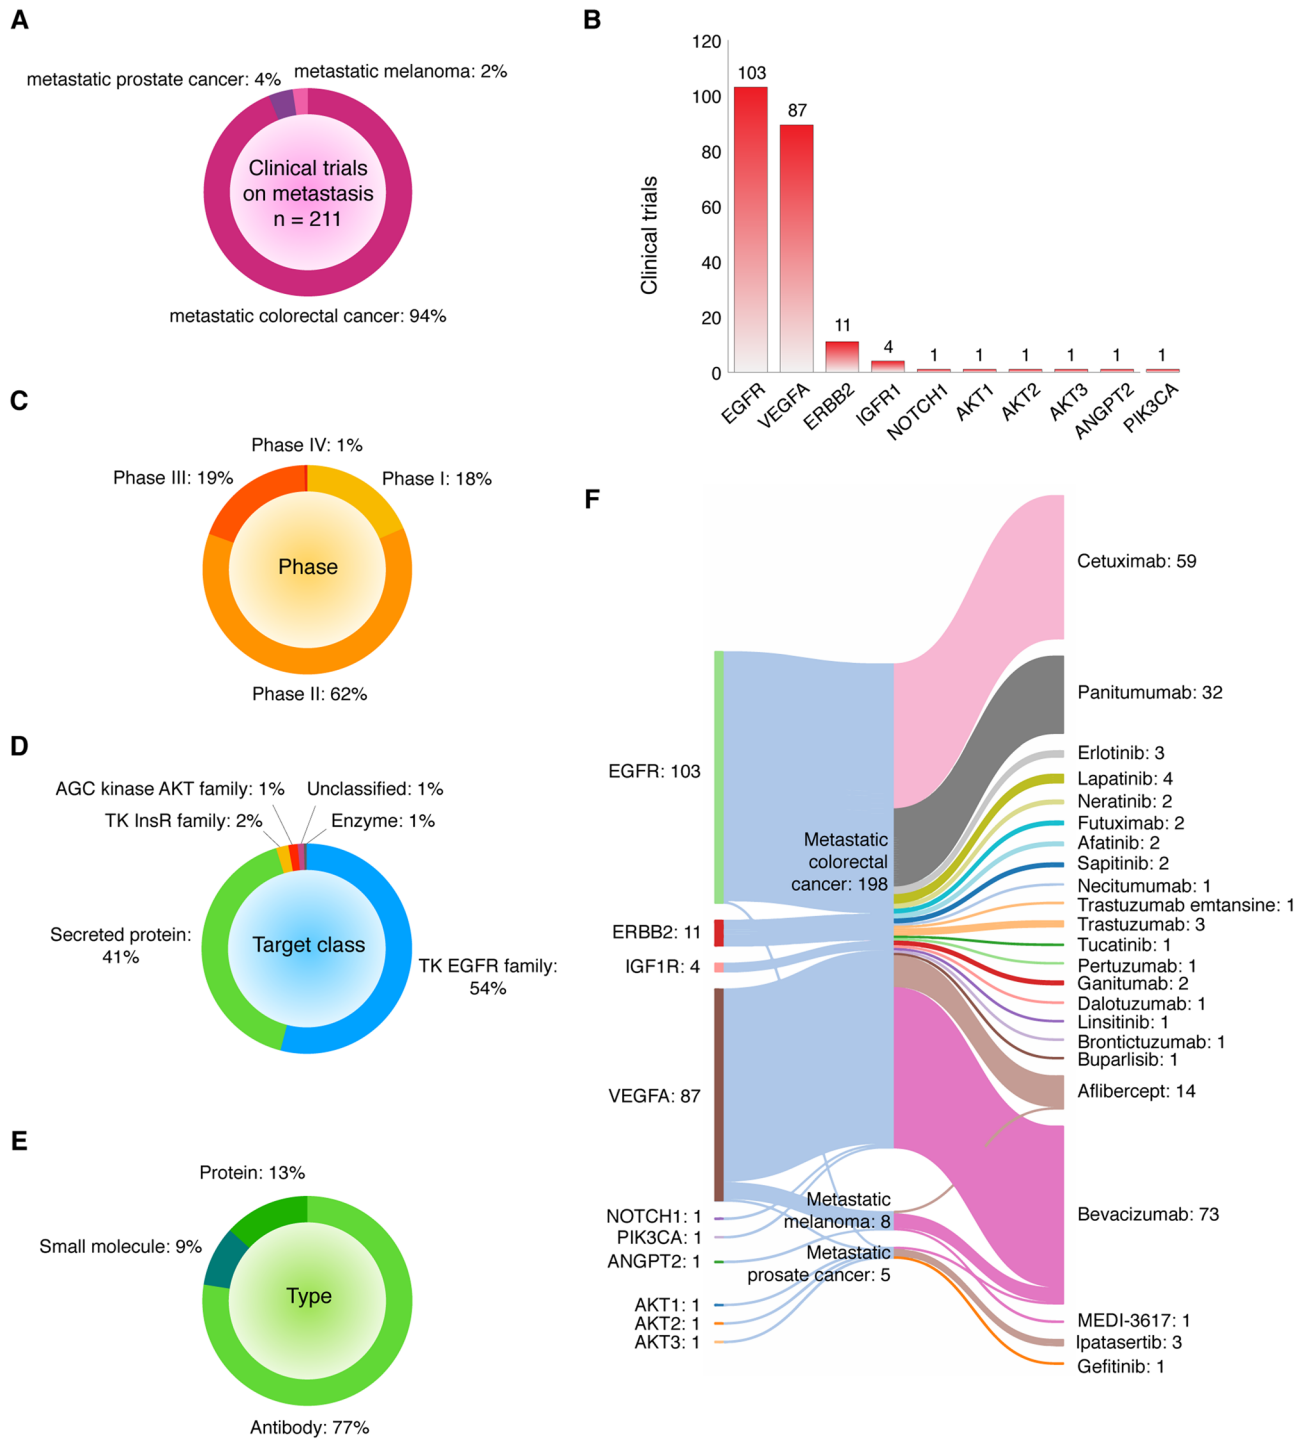 A
metastatic prostate cancer: 4%
metastatic melanoma: 2%
Clinical trials
on metastasis
n = 211
metastatic colorectal cancer: 94%
B
120
100
80
60
40
20
0
Clinical trials
103
87
11
4
1
1
1
1
1
1
EGFR
VEGFA
ERBB2
IGFR1
NOTCH1
AKT1
AKT2
AKT3
ANGPT2
PIK3CA
C
Phase IV: 1%
Phase III: 19%
Phase I: 18%
Phase
Phase II: 62%
D
AGC kinase AKT family: 1%
Unclassified: 1%
TK InsR family: 2%
Enzyme: 1%
Secreted protein:
41%
Target class
TK EGFR family:
54%
E
Protein: 13%
Small molecule: 9%
Type
Antibody: 77%
F
EGFR: 103
ERBB2: 11
IGF1R: 4
VEGFA: 87
NOTCH1: 1
PIK3CA: 1
ANGPT2: 1
AKT1: 1
AKT2: 1
AKT3: 1
Metastatic
colorectal
cancer: 198
Metastatic
melanoma: 8
Metastatic
prosate cancer: 5
Cetuximab: 59
Panitumumab: 32
Erlotinib: 3
Lapatinib: 4
Neratinib: 2
Futuximab: 2
Afatinib: 2
Sapitinib: 2
Necitumumab: 1
Trastuzumab emtansine: 1
Trastuzumab: 3
Tucatinib: 1
Pertuzumab: 1
Ganitumab: 2
Dalotuzumab: 1
Linsitinib: 1
Brontictuzumab: 1
Buparlisib: 1
Aflibercept: 14
Bevacizumab: 73
MEDI-3617: 1
Ipatasertib: 3
Gefitinib: 1